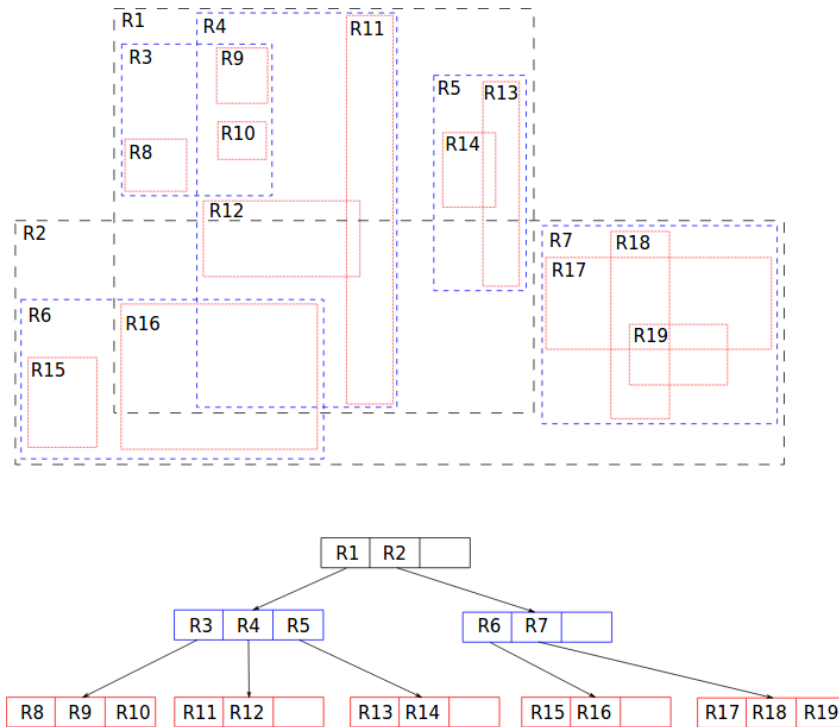 R1 R4 R11
R3 R9
R5 R13
R10 R14
R8
R12
R2
R7 R18
R17
R6
R16
R19
R15
R1 R2
R3 R4 R5 R6 R7
R8 R9 R10 R11 R12 R13 R14 R15 R16 R17 R18 R19